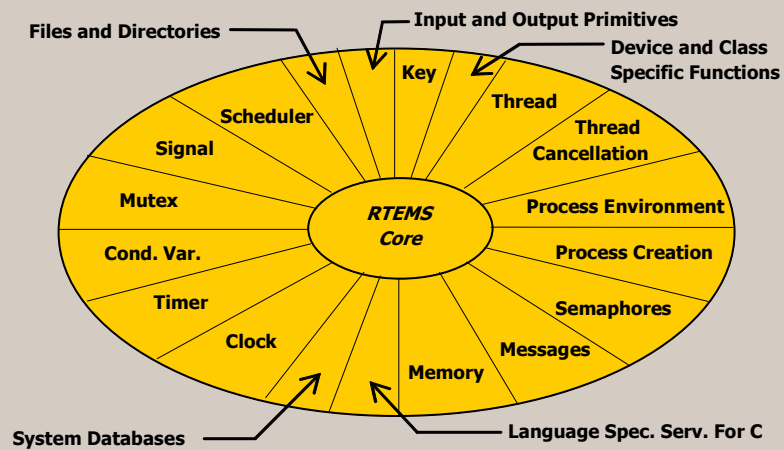 Input and Output Primitives
Files and Directories
Device and Class
Specific Functions
Key
Thread
Scheduler
Thread
Cancellation
Signal
Mutex
RTEMS
Core
Process Environment
Cond. Var.
Process Creation
Timer
Semaphores
Clock
Messages
Memory
System Databases
Language Spec. Serv. For C